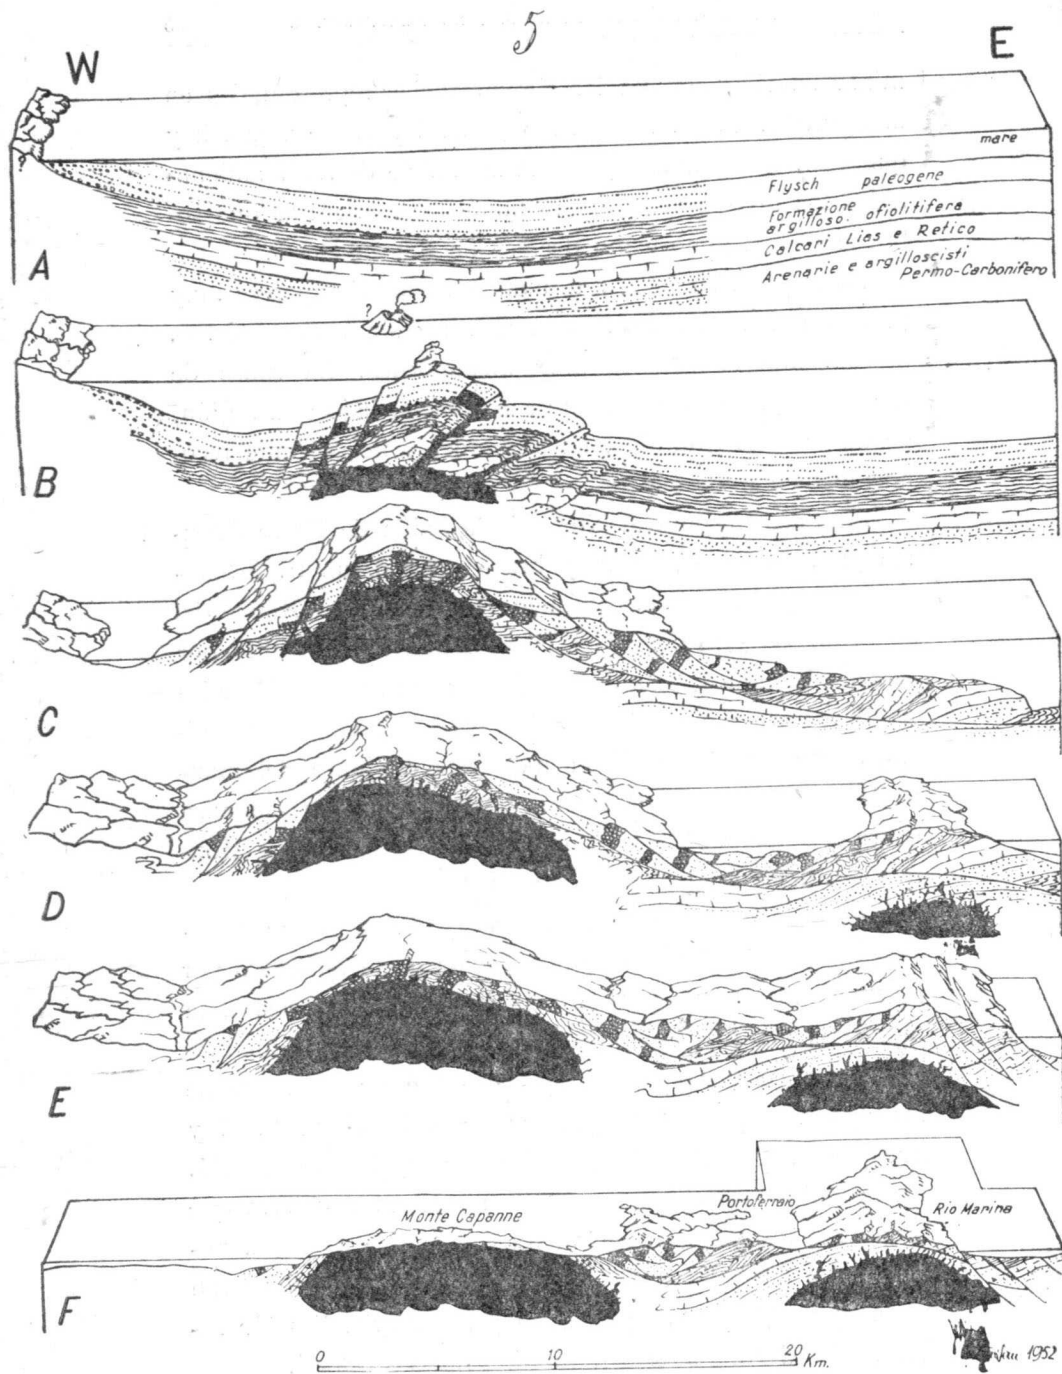 5
W E
mare
Flysch paleogene
Formazione
argilloso. ofiolitifera
Calcari Lias e Retico
Arenarie e argilloscisti
Permo-Carbonifero
A
?
B
C
D
E
Portoferraio
Monte Capanne
Rio Marina
F
0 10 20 Km.
1952